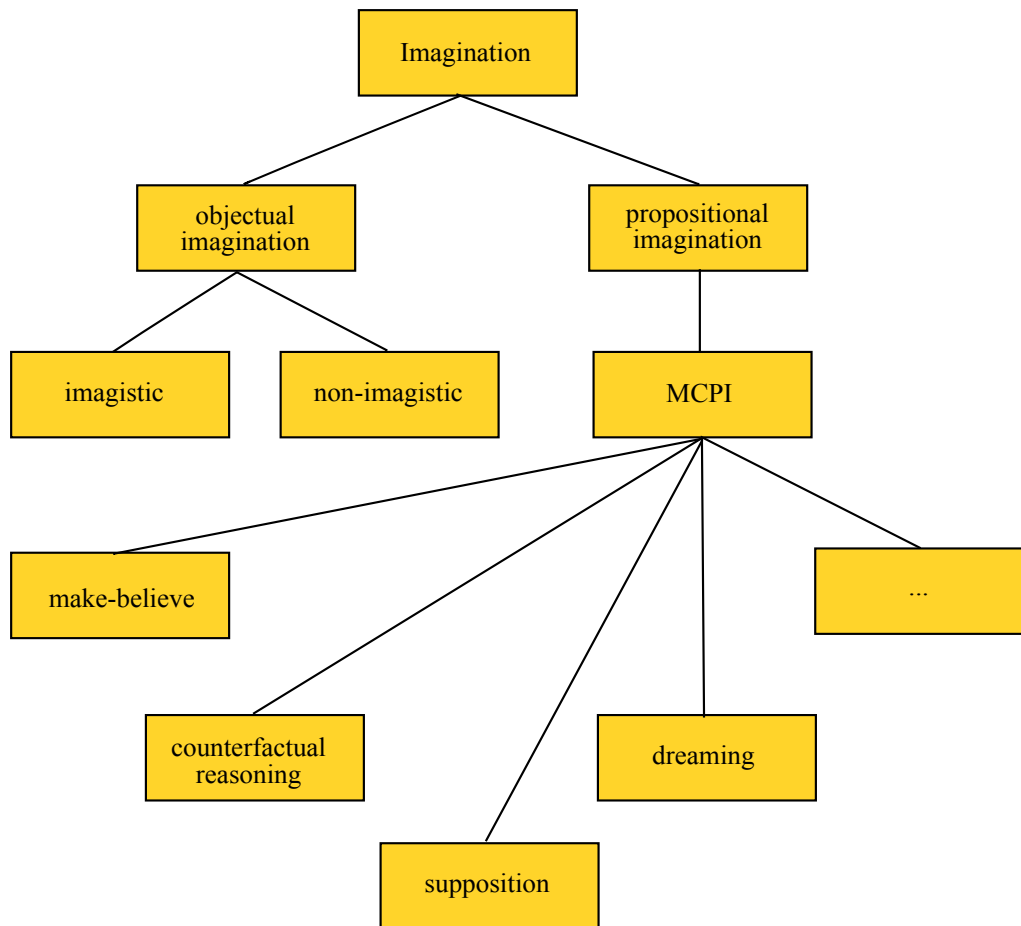 Imagination
objectual
imagination
propositional
imagination
imagistic
non-imagistic
MCPI
make-believe
...
counterfactual
reasoning
dreaming
supposition